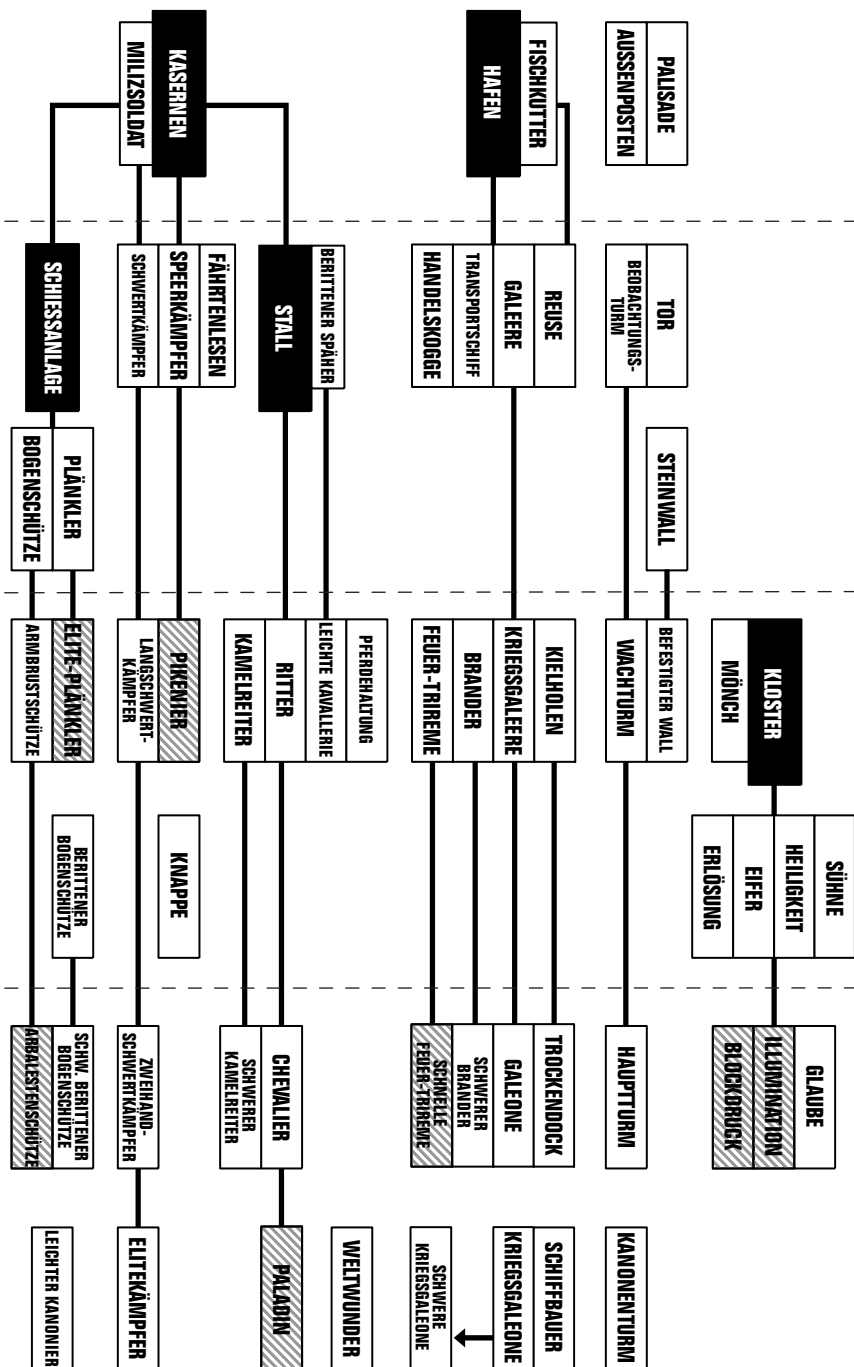 PALISADE
AUSSENPOSTEN
FISCHKUTTER
HAFEN
KASERNEN
MILIZSOLDAT
TOR
BEOBACHTUNGS-
TURM
REUSE
GALEERE
TRANSPORTSCHIFF
HANDELSKOGGE
BERITTENER SPÄHER
STALL
FÄHRTENLESEN
SPEERKÄMPFER
SCHWERTKÄMPFER
SCHIESSANLAGE
STEINWALL
PLÄNKLER
BOGENSCHÜTZE
KLOSTER
MÖNCH
BEFESTIGTER WALL
WACHTURM
KIELHOLEN
KRIEGSGALEERE
BRANDER
FEUER-TRIREME
PFERDEHALTUNG
LEICHTE KAVALLERIE
RITTER
KAMELREITER
PIKENIER
LANGSCHWERT-
KÄMPFER
ELITE-PLÄNKLER
ARMBRUSTSCHÜTZE
SÜHNE
HEILIGKEIT
EIFER
ERLÖSUNG
KNAPPE
BERITTENER
BOGENSCHÜTZE
GLAUBE
ILLUMINATION
BLOCKDRUCK
HAUPTTURM
TROCKENDOCK
GALEONE
SCHWERER
BRANDER
SCHNELLE
FEUER-TRIREME
CHEVALIER
SCHWERER
KAMELREITER
ZWEIHAND-
SCHWERTKÄMPFER
SCHW. BERITTENER
BOGENSCHÜTZE
ARBALESTENSCHÜTZE
KANONENTURM
SCHIFFBAUER
KRIEGSGALEONE
SCHWERE
KRIEGSGALEONE
WELTWUNDER
PALADIN
ELITEKÄMPFER
LEICHTER KANONIER